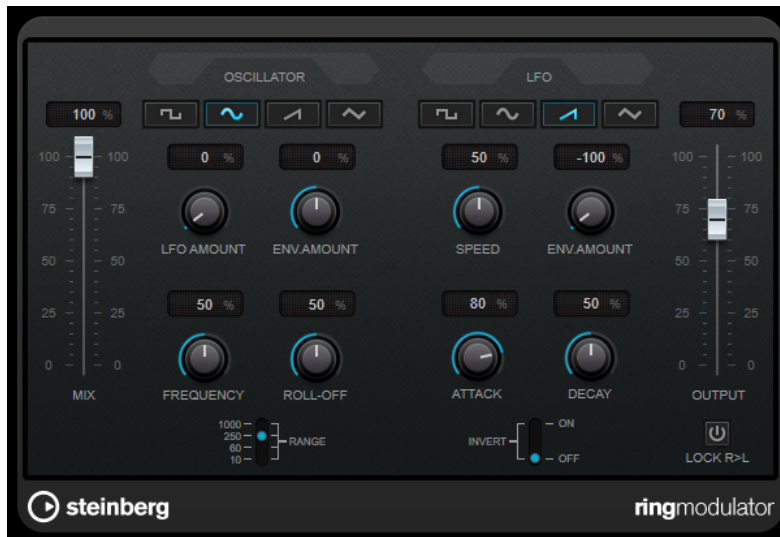 OSCILLATOR
LFO
100 %
70 %
0 %
0 %
50 %
-100 %
100
100
100
100
75
75
75
75
LFO AMOUNT
ENV.AMOUNT
SPEED
ENV.AMOUNT
50
50
50
50
50 %
50 %
80 %
50 %
25
25
25
25
0
0
0
0
MIX
FREQUENCY
ROLL-OFF
ATTACK
DECAY
OUTPUT
1000
250
60
10
RANGE
INVERT
ON
OFF
LOCK R>L
steinberg
ringmodulator